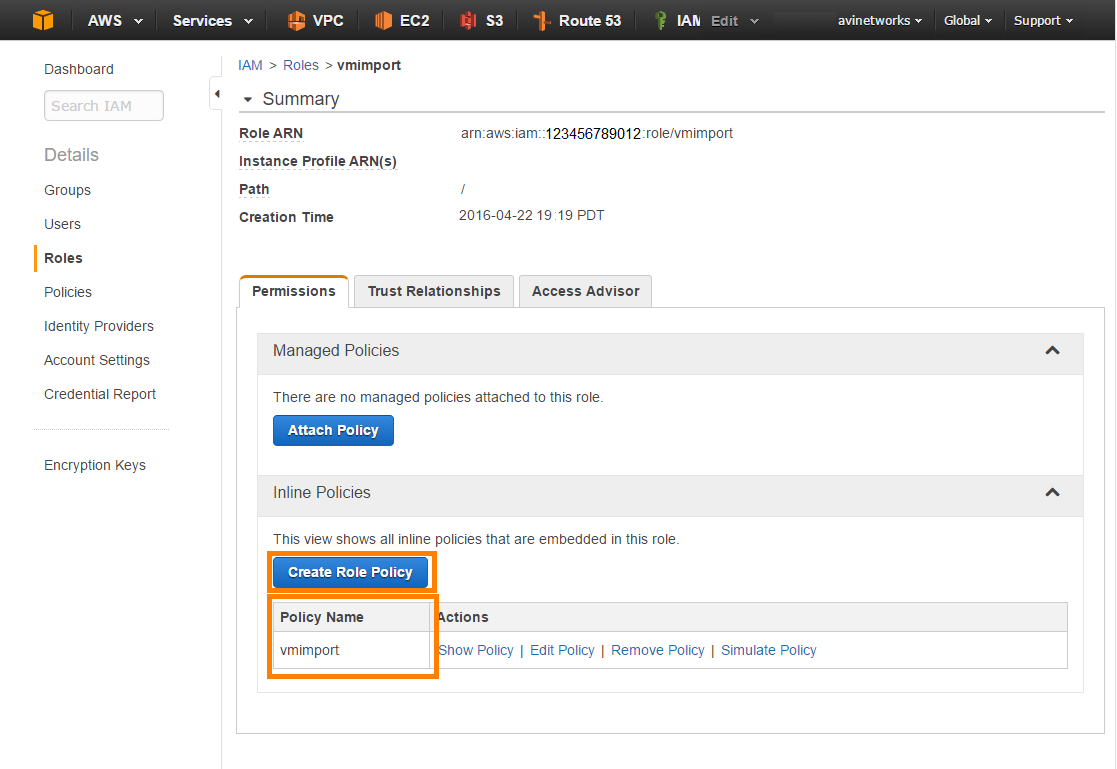 AWS Services VPC EC2 S3 Route 53 IAM Edit avinetworks Global Support
Dashboard
Search IAM
Details
Groups
Users
Roles
Policies
Identity Providers
Account Settings
Credential Report
Encryption Keys
IAM > Roles > vmimport
Summary
Role ARN arn:aws:iam::123456789012:role/vmimport
Instance Profile ARN(s)
Path /
Creation Time 2016-04-22 19:19 PDT
Permissions Trust Relationships Access Advisor
Managed Policies
There are no managed policies attached to this role.
Attach Policy
Inline Policies
This view shows all inline policies that are embedded in this role.
Create Role Policy
Policy Name Actions
vmimport Show Policy | Edit Policy | Remove Policy | Simulate Policy